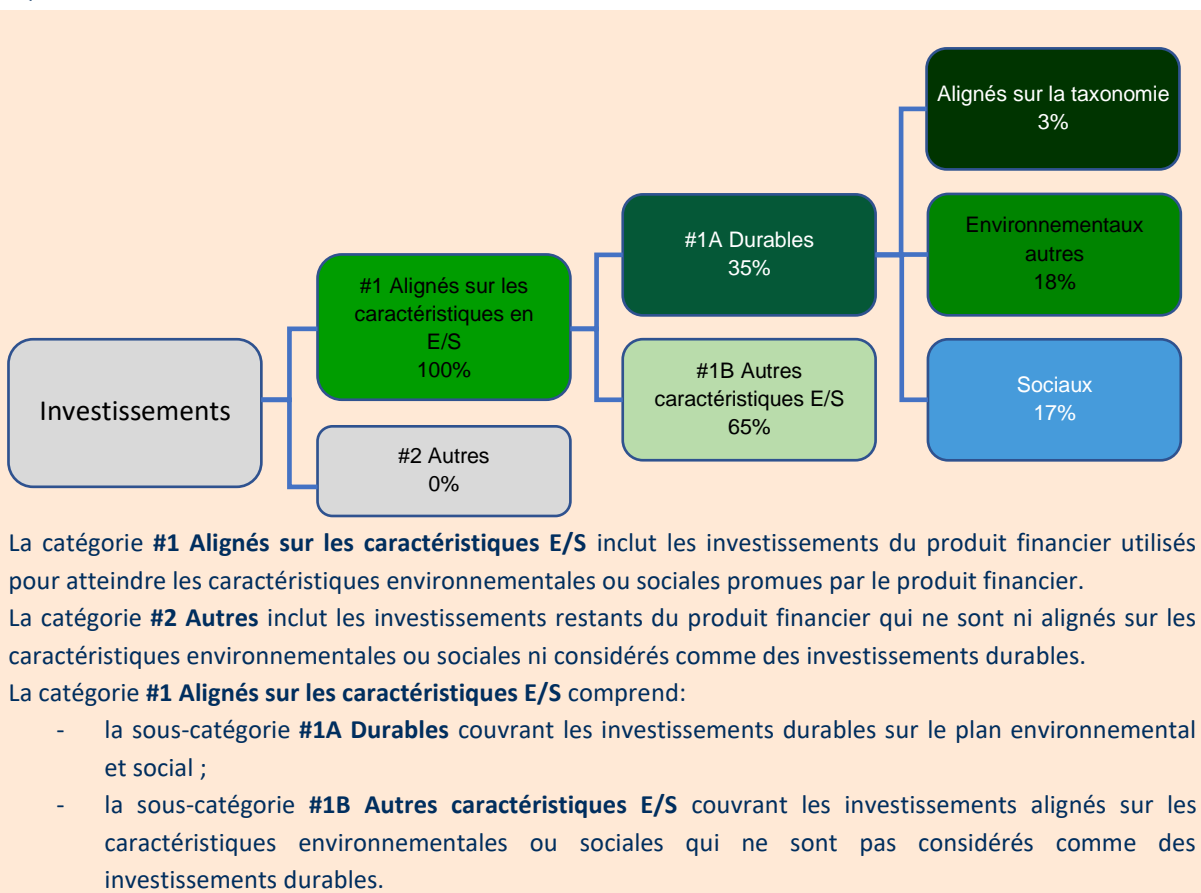 Alignés sur la taxonomie
3%
#1A Durables
35%
Environnementaux
autres
18%
#1 Alignés sur les
caractéristiques en
E/S
100%
Investissements
#1B Autres
caractéristiques E/S
65%
Sociaux
17%
#2 Autres
0%
La catégorie #1 Alignés sur les caractéristiques E/S inclut les investissements du produit financier utilisés
pour atteindre les caractéristiques environnementales ou sociales promues par le produit financier.
La catégorie #2 Autres inclut les investissements restants du produit financier qui ne sont ni alignés sur les
caractéristiques environnementales ou sociales ni considérés comme des investissements durables.
La catégorie #1 Alignés sur les caractéristiques E/S comprend:
- la sous-catégorie #1A Durables couvrant les investissements durables sur le plan environnemental
et social ;
- la sous-catégorie #1B Autres caractéristiques E/S couvrant les investissements alignés sur les
caractéristiques environnementales ou sociales qui ne sont pas considérés comme des
investissements durables.